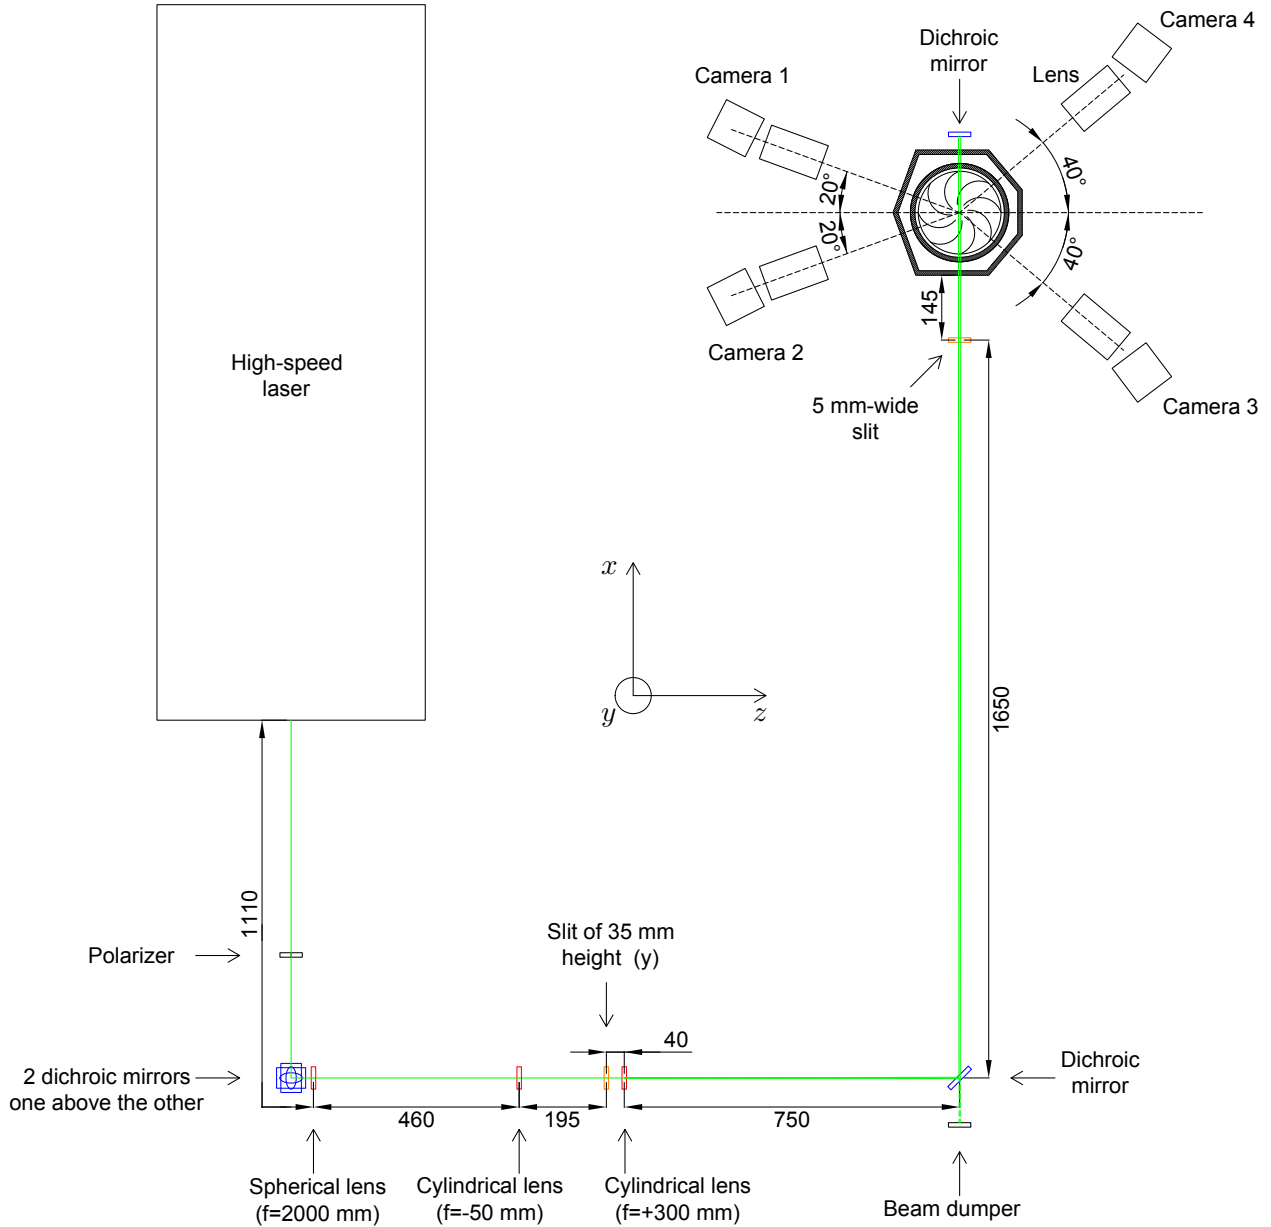 Camera 4
Dichroic
mirror
Lens
Camera 1
40°
20°
20°
40°
145
Camera 2
High-speed
laser
5 mm-wide
slit
Camera 3
x
y
z
1650
1110
Slit of 35 mm
height (y)
Polarizer
40
2 dichroic mirrors
one above the other
Dichroic
mirror
460
195
750
Spherical lens
(f=2000 mm)
Cylindrical lens
(f=-50 mm)
Cylindrical lens
(f=+300 mm)
Beam dumper